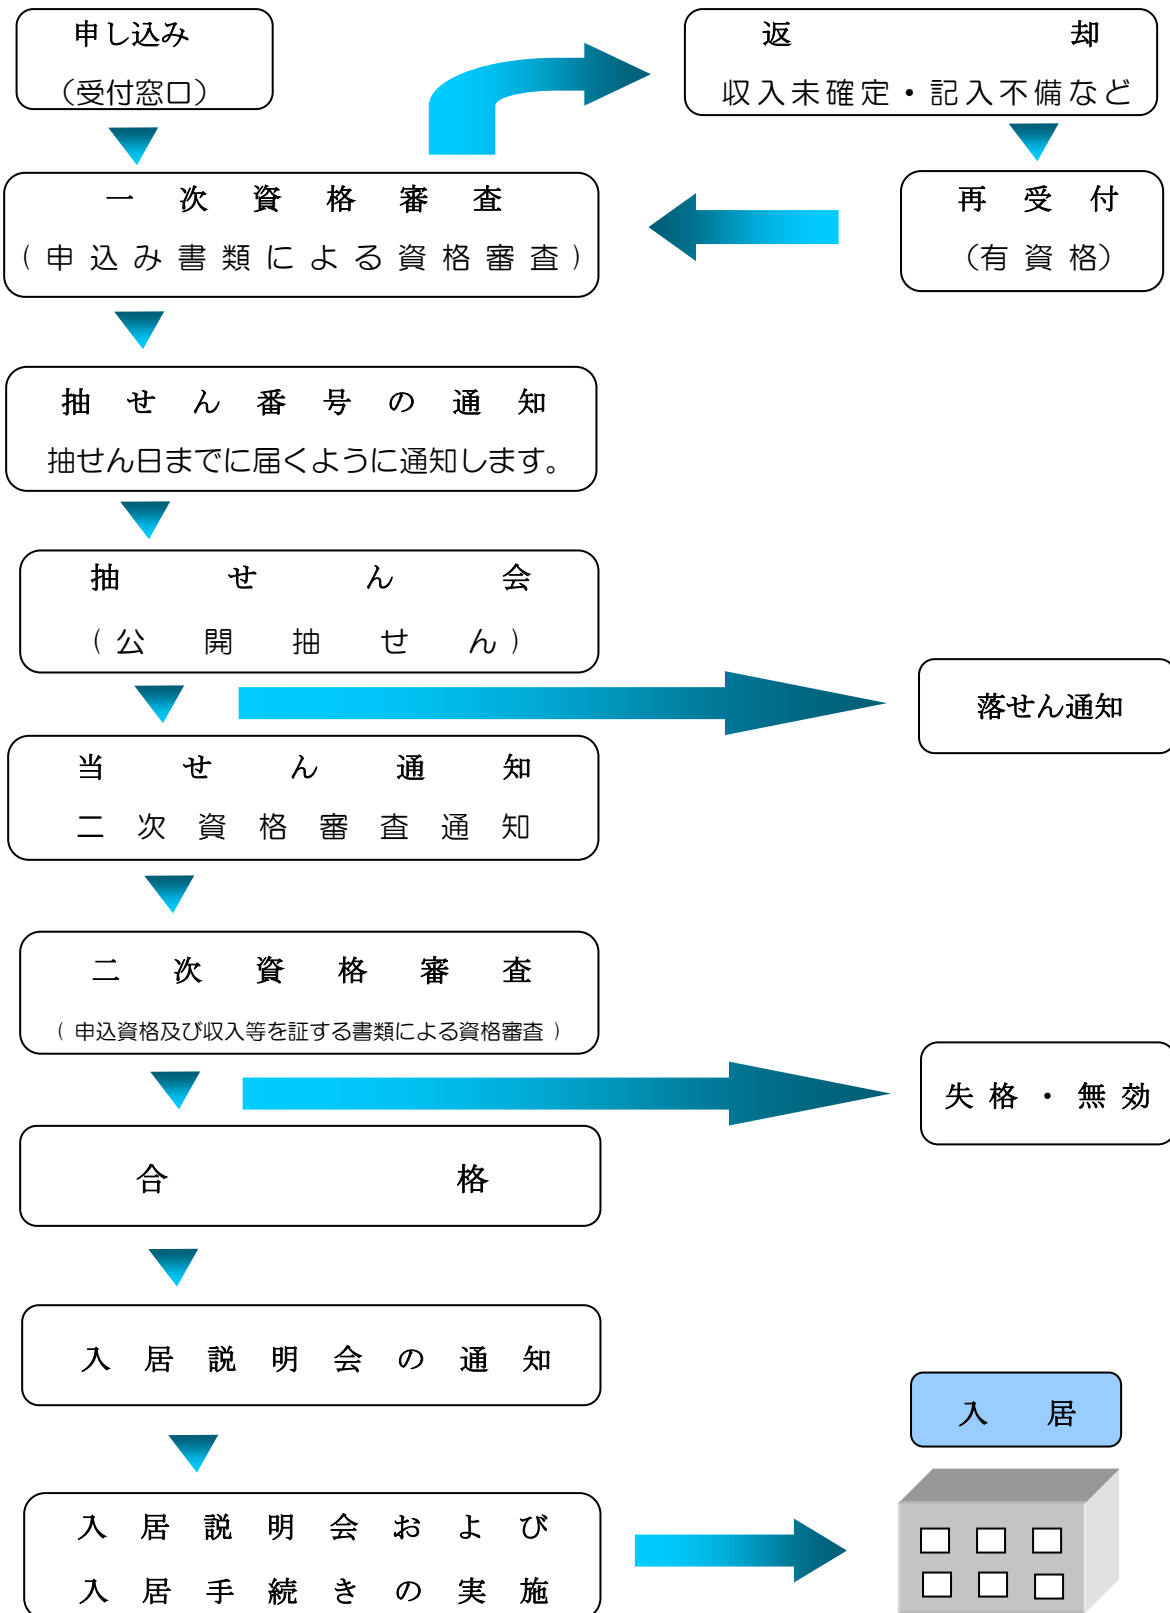 申し込み
（受付窓口）
返却
収入未確定・記入不備など
一次資格審査
（申込み書類による資格審査）
再受付
（有資格）
抽せん番号の通知
抽せん日までに届くように通知します。
抽せん会
（公開抽せん）
落せん通知
当せん通知
二次資格審査通知
二次資格審査
（申込資格及び収入等を証する書類による資格審査）
失格・無効
合格
入居説明会の通知
入居
入居説明会および
入居手続きの実施